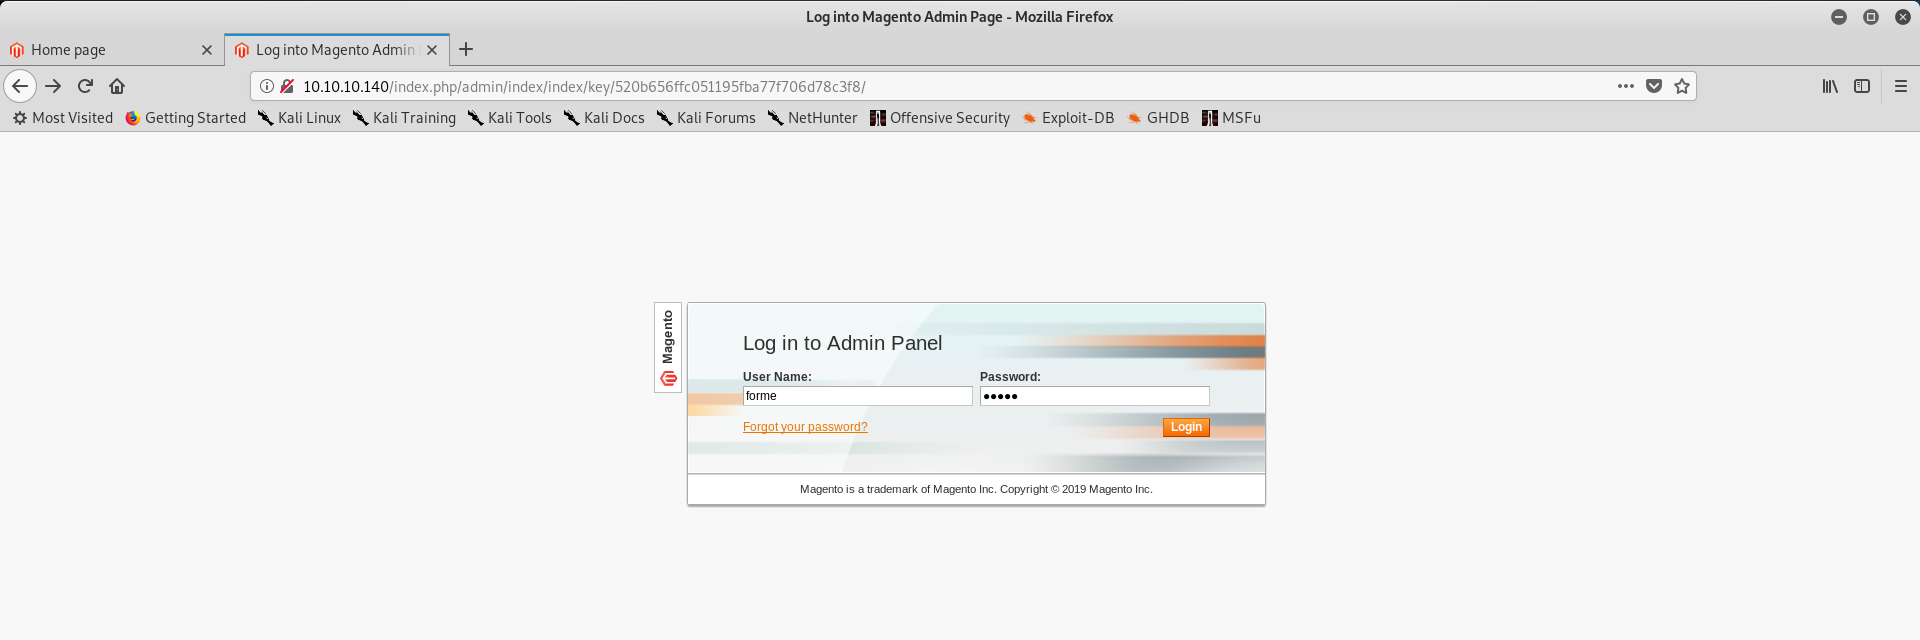 Log into Magento Admin Page - Mozilla Firefox
Home page
Log into Magento Admin
10.10.10.140/index.php/admin/index/index/key/520b656ffc051195fba77f706d78c3f8/
Most Visited Getting Started Kali Linux Kali Training Kali Tools Kali Docs Kali Forums NetHunter Offensive Security Exploit-DB GHDB MSFu
Magento
Log in to Admin Panel
User Name: Password:
forme •••••
Forgot your password? Login
Magento is a trademark of Magento Inc. Copyright © 2019 Magento Inc.